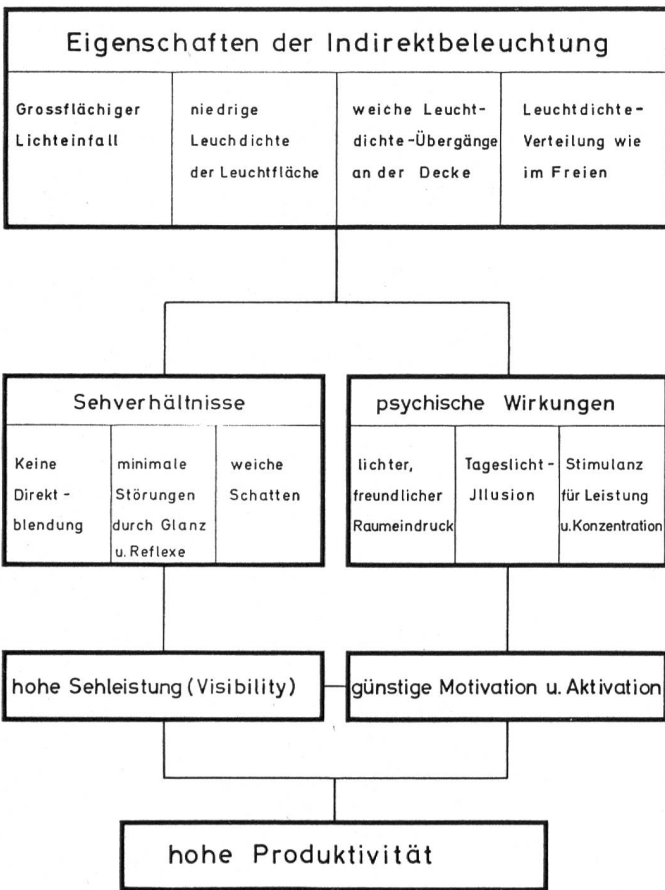 Eigenschaften der Indirektbeleuchtung
Grossflächiger
Lichteinfall
niedrige
Leuchdichte
der Leuchtfläche
weiche Leucht-
dichte-Übergänge
an der Decke
Leuchtdichte-
Verteilung wie
im Freien
Sehverhältnisse
Keine
Direkt-
blendung
minimale
Störungen
durch Glanz
u. Reflexe
weiche
Schatten
psychische Wirkungen
lichter,
freundlicher
Raumeindruck
Tageslicht-
Jllusion
Stimulanz
für Leistung
u. Konzentration
hohe Sehleistung (Visibility)
günstige Motivation u. Aktivation
hohe Produktivität